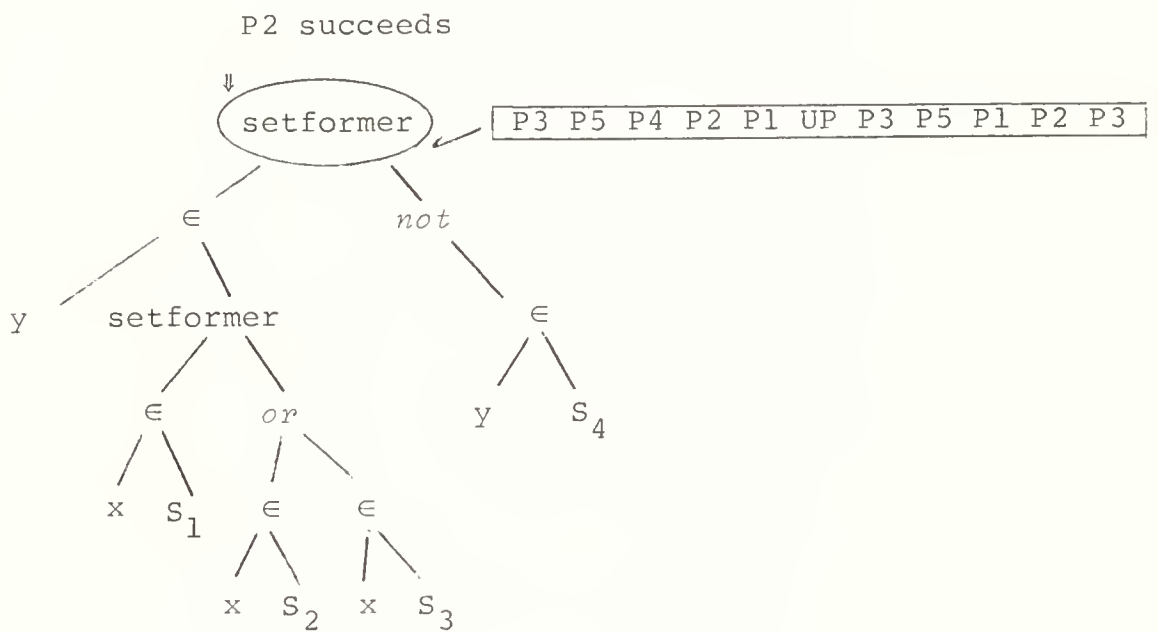 P2 succeeds
⇓
setformer P3 P5 P4 P2 P1 UP P3 P5 P1 P2 P3
∈ not
y setformer ∈
∈ or y S₄
x S₁ ∈ ∈
x S₂ x S₃